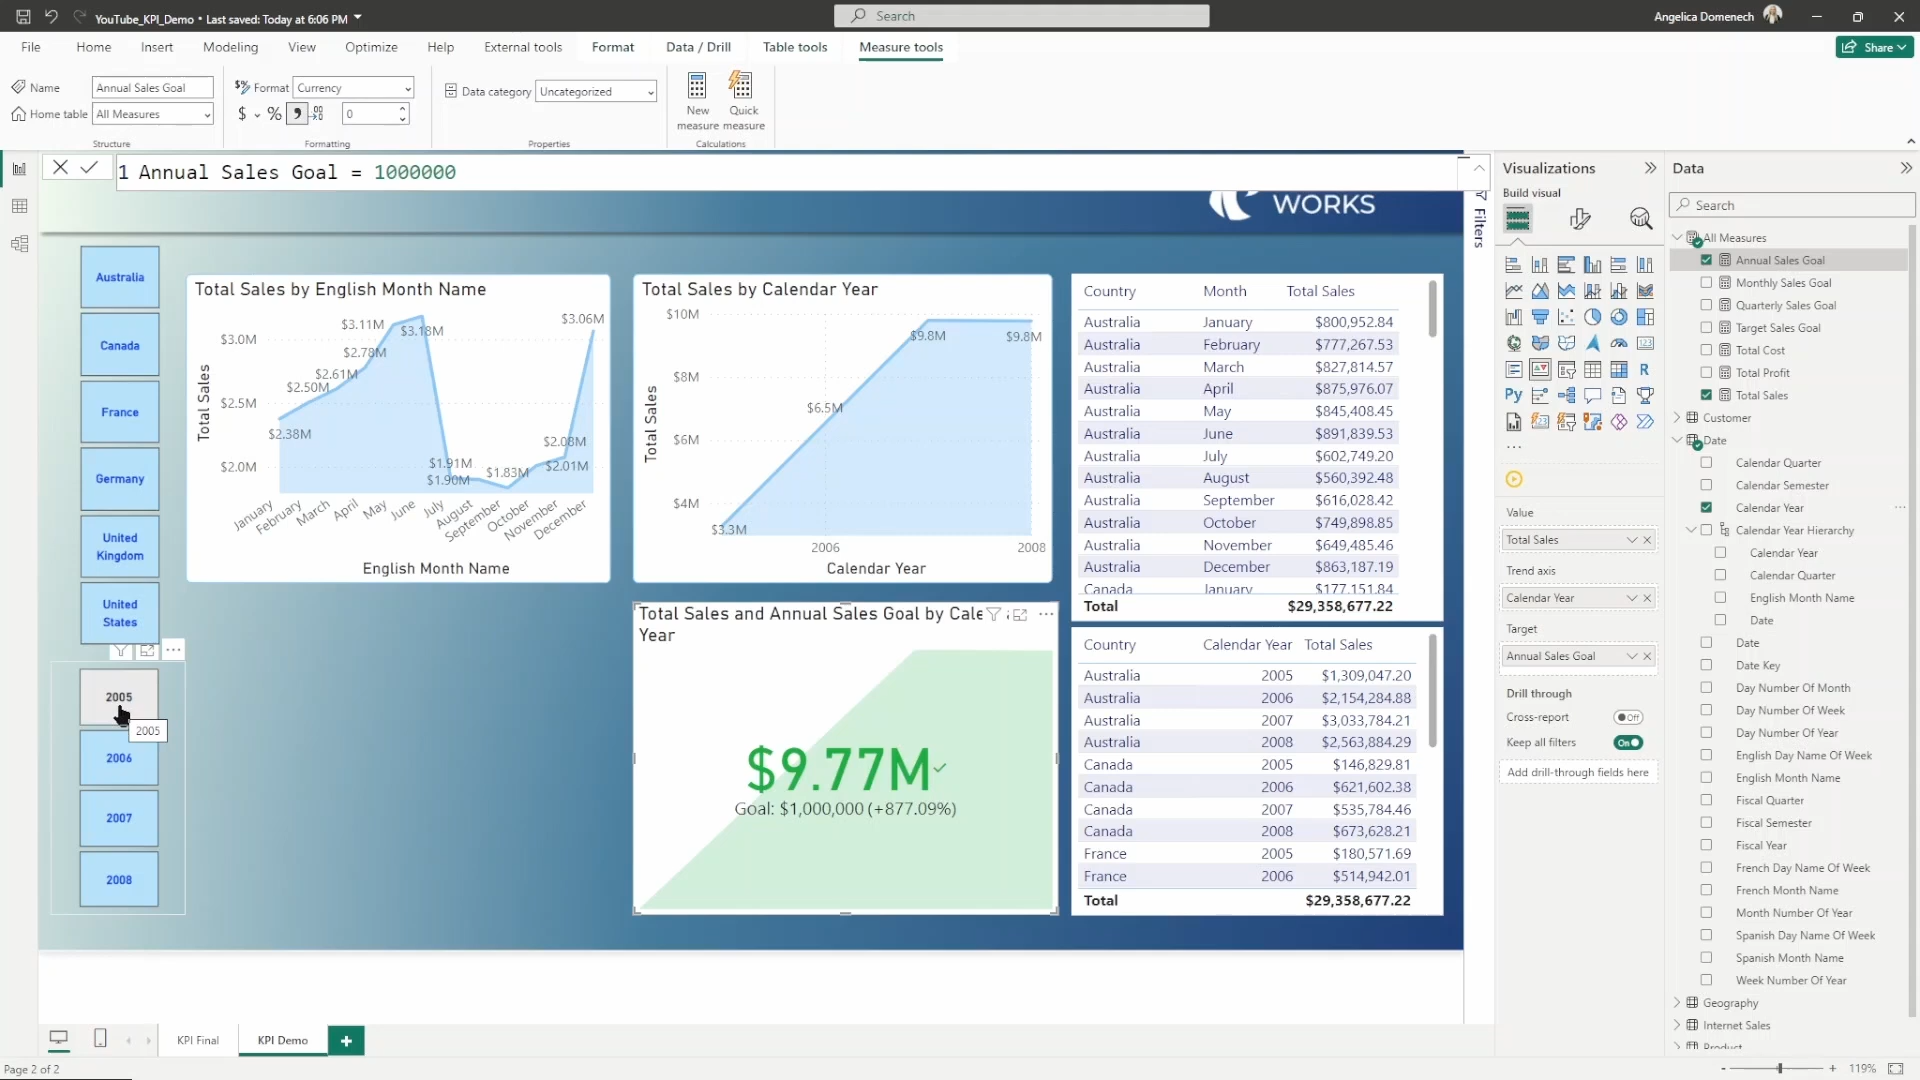 YouTube_KPI_Demo • Last saved: Today at 6:06 PM
Search
Angelica Domenech
File Home Insert Modeling View Optimize Help External tools Format Data / Drill Table tools Measure tools
Share
Name Annual Sales Goal
Home table All Measures
Structure
Format Currency
$ % 9 0
Formatting
Data category Uncategorized
Properties
New measure
Quick measure
Calculations
1 Annual Sales Goal = 1000000
WORKS
Filters
Australia
Canada
France
Germany
United Kingdom
United States
2005
2005
2006
2007
2008
Total Sales by English Month Name
Total Sales
$3.0M
$2.5M
$2.0M
$2.38M
$2.50M
$2.61M
$2.78M
$3.11M
$3.18M
$1.91M
$1.90M
$1.83M
$2.08M
$2.01M
$3.06M
January February March April May June July August September October November December
English Month Name
Total Sales by Calendar Year
Total Sales
$10M
$8M
$6M
$4M
$3.3M
$6.5M
$9.8M
$9.8M
2006 2008
Calendar Year
Total Sales and Annual Sales Goal by Cale
Year
$9.77M
Goal: $1,000,000 (+877.09%)
Country Month Total Sales
Australia January $800,952.84
Australia February $777,267.53
Australia March $827,814.57
Australia April $875,976.07
Australia May $845,408.45
Australia June $891,839.53
Australia July $602,749.20
Australia August $560,392.48
Australia September $616,028.42
Australia October $749,898.85
Australia November $649,485.46
Australia December $863,187.19
Canada January $177,151.84
Total $29,358,677.22
Country Calendar Year Total Sales
Australia 2005 $1,309,047.20
Australia 2006 $2,154,284.88
Australia 2007 $3,033,784.21
Australia 2008 $2,563,884.29
Canada 2005 $146,829.81
Canada 2006 $621,602.38
Canada 2007 $535,784.46
Canada 2008 $673,628.21
France 2005 $180,571.69
France 2006 $514,942.01
Total $29,358,677.22
Visualizations
Build visual
R
Py
123
Value
Total Sales
Trend axis
Calendar Year
Target
Annual Sales Goal
Drill through
Cross-report Off
Keep all filters On
Add drill-through fields here
Data
Search
All Measures
Annual Sales Goal
Monthly Sales Goal
Quarterly Sales Goal
Target Sales Goal
Total Cost
Total Profit
Total Sales
Customer
Date
Calendar Quarter
Calendar Semester
Calendar Year
Calendar Year Hierarchy
Calendar Year
Calendar Quarter
English Month Name
Date
Date
Date Key
Day Number Of Month
Day Number Of Week
Day Number Of Year
English Day Name Of Week
English Month Name
Fiscal Quarter
Fiscal Semester
Fiscal Year
French Day Name Of Week
French Month Name
Month Number Of Year
Spanish Day Name Of Week
Spanish Month Name
Week Number Of Year
Geography
Internet Sales
Product
KPI Final KPI Demo +
Page 2 of 2
- + 119%